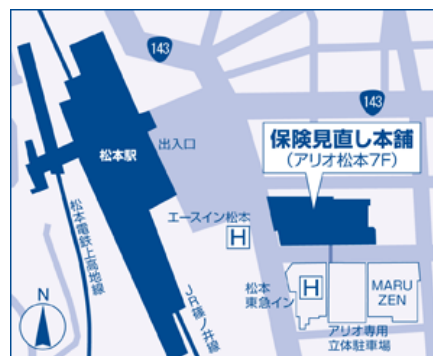 143
143
保険見直し本舗
(アリオ松本7F)
松本駅
出入口
エースイン松本
H
松本電鉄上高地線
JR篠ノ井線
松本
東急イン
H
MARU
ZEN
アリオ専用
立体駐車場
N